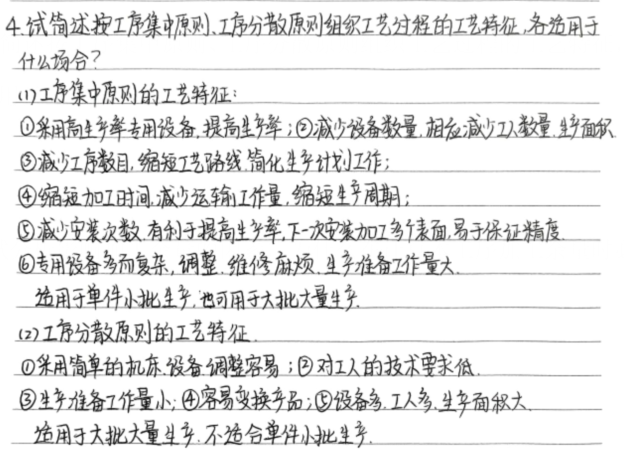 4.试简述按工序集中原则、工序分散原则组织工艺过程的工艺特征,各适用于
什么场合?
(1)工序集中原则的工艺特征:
①采用高生产率专用设备,提高生产率;②减少设备数量,相应减少工人数量,生产面积
③减少工序数目,缩短工艺路线,简化生产计划工作;
④缩短加工时间,减少运输工作量,缩短生产周期;
⑤减少安装次数,有利于提高生产率,下一次安装加工多个表面,易于保证精度.
⑥专用设备多而复杂,调整、维修麻烦、生产准备工作量大.
适用于单件小批生产,也可用于大批大量生产.
(2)工序分散原则的工艺特征.
①采用简单的机床设备,调整容易;②对工人的技术要求低.
③生产准备工作量小;④容易变换产品;⑤设备多、工人多、生产面积大.
适用于大批大量生产.不适合单件小批生产.